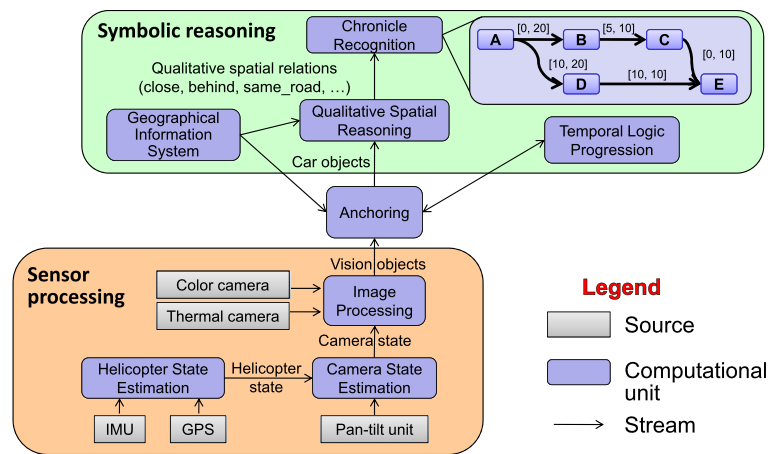 Symbolic reasoning
Chronicle
Recognition
[0, 20]
[5, 10]
A
B
C
[0, 10]
[10, 20]
[10, 10]
D
E
Qualitative spatial relations
(close, behind, same_road, …)
Geographical
Information
System
Qualitative Spatial
Reasoning
Temporal Logic
Progression
Car objects
Anchoring
Sensor
processing
Vision objects
Color camera
Thermal camera
Image
Processing
Camera state
Helicopter State
Estimation
Helicopter
state
Camera State
Estimation
IMU
GPS
Pan-tilt unit
Legend
Source
Computational
unit
Stream